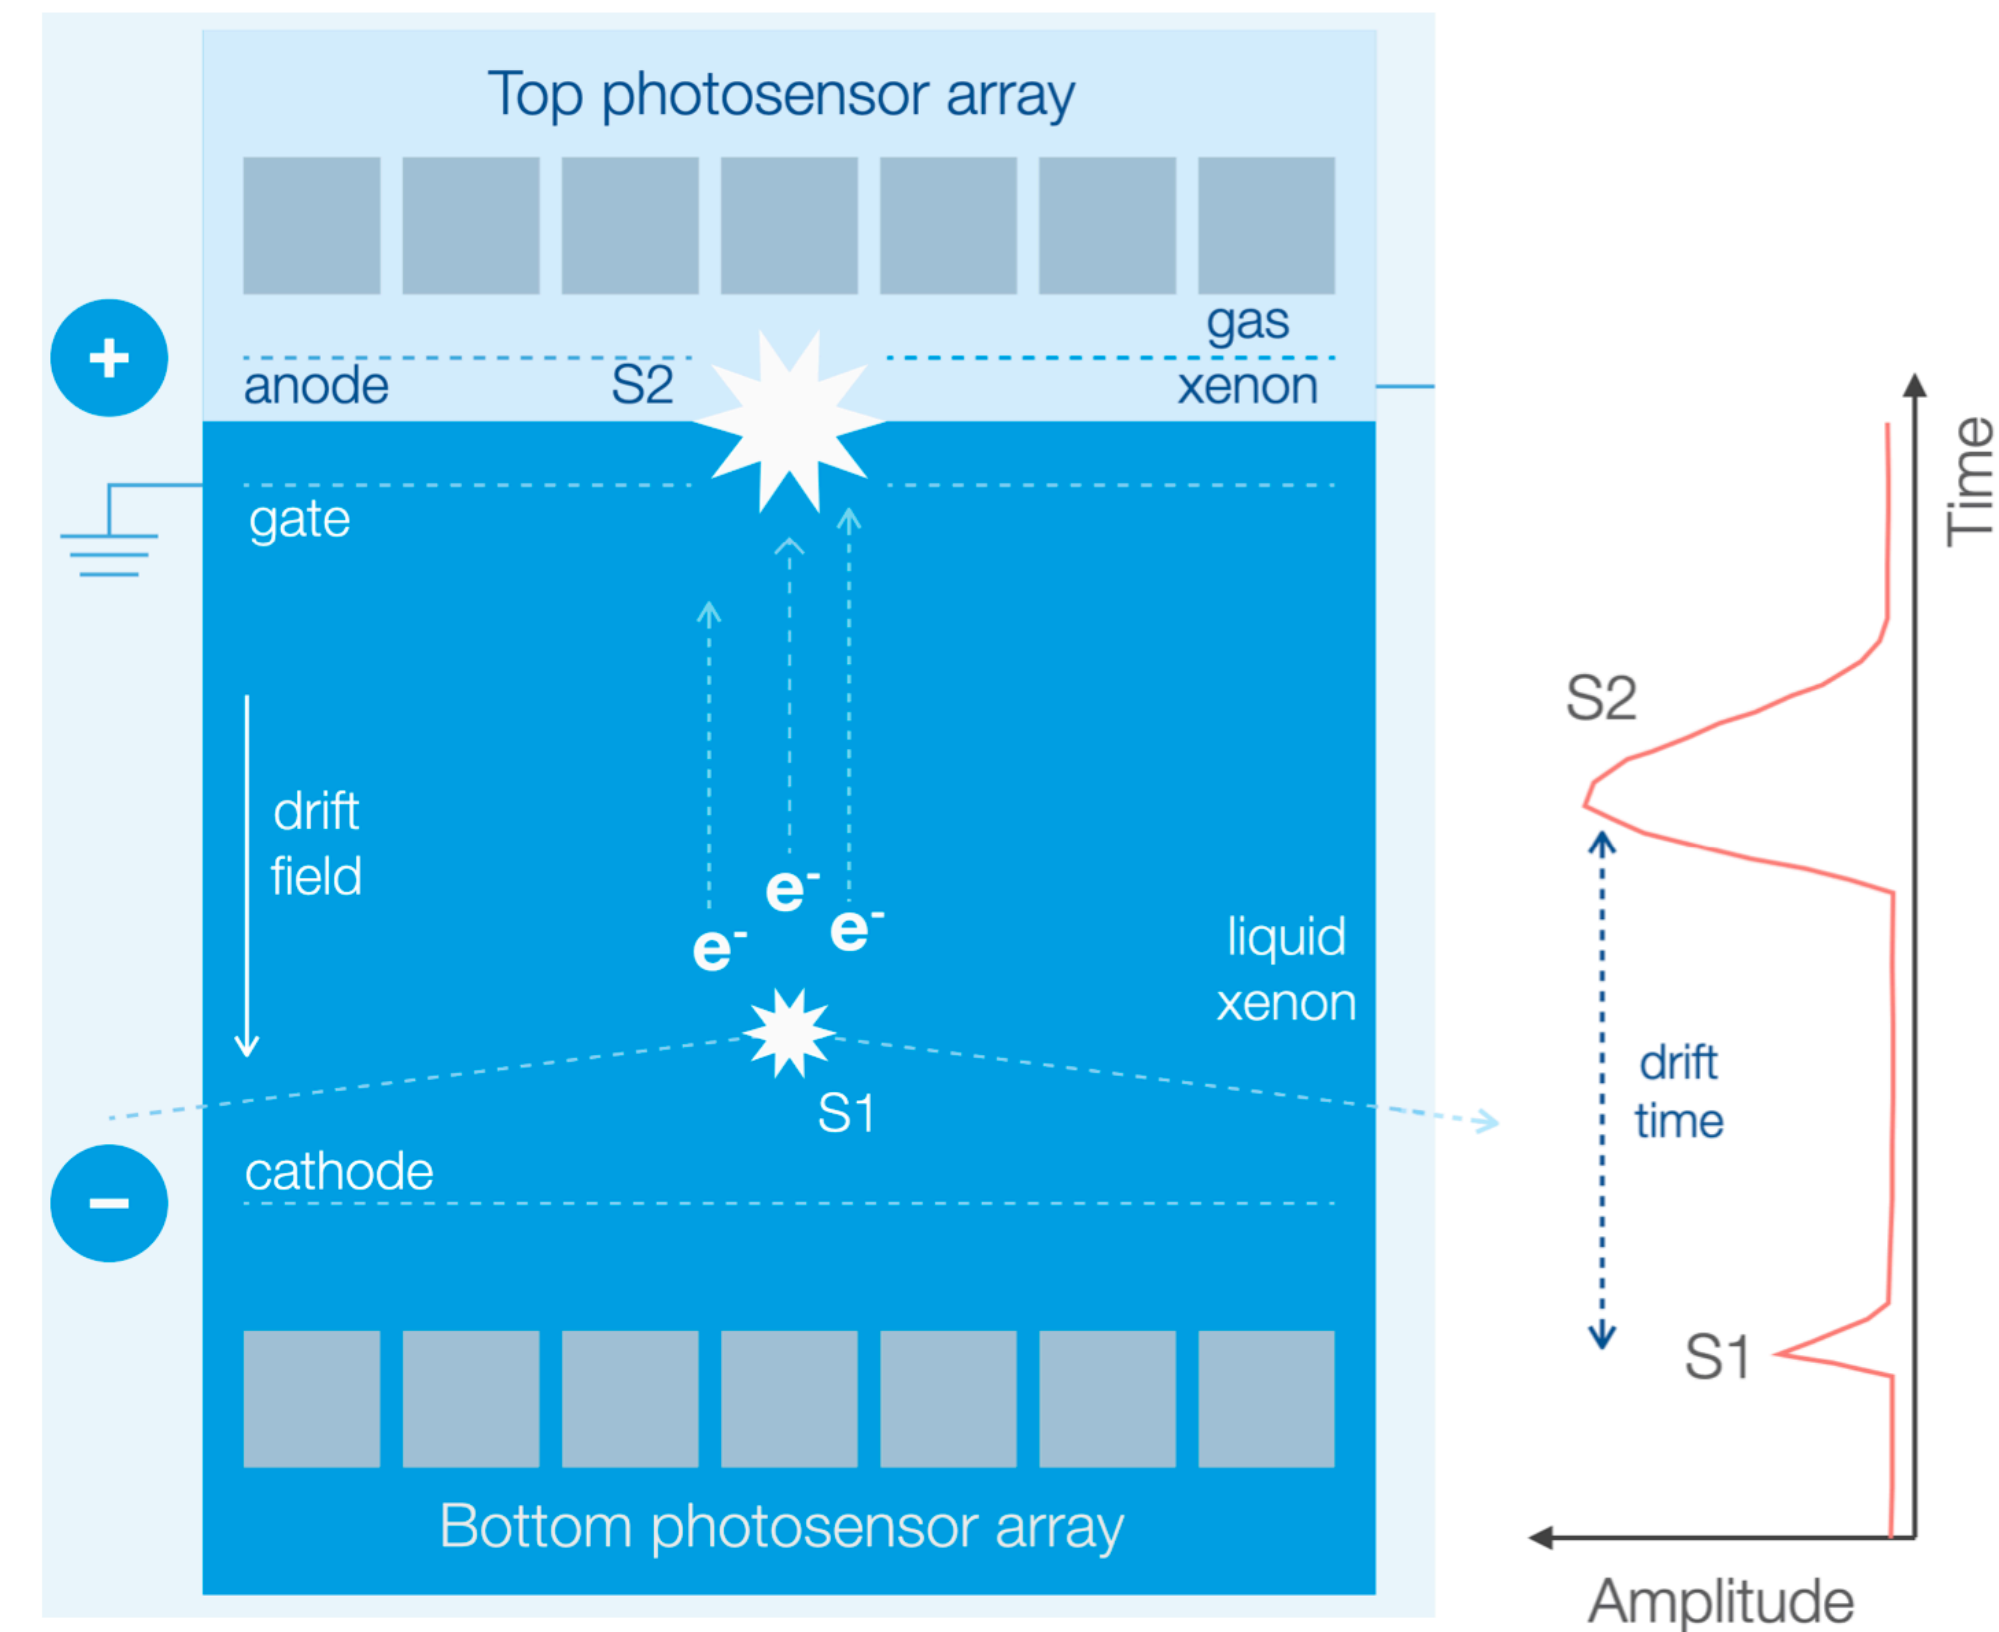 Top photosensor array
+
gas
anode
S2
xenon
gate
drift
field
e-
e-
e-
liquid
xenon
S1
cathode
−
Bottom photosensor array
Time
S2
drift
time
S1
Amplitude